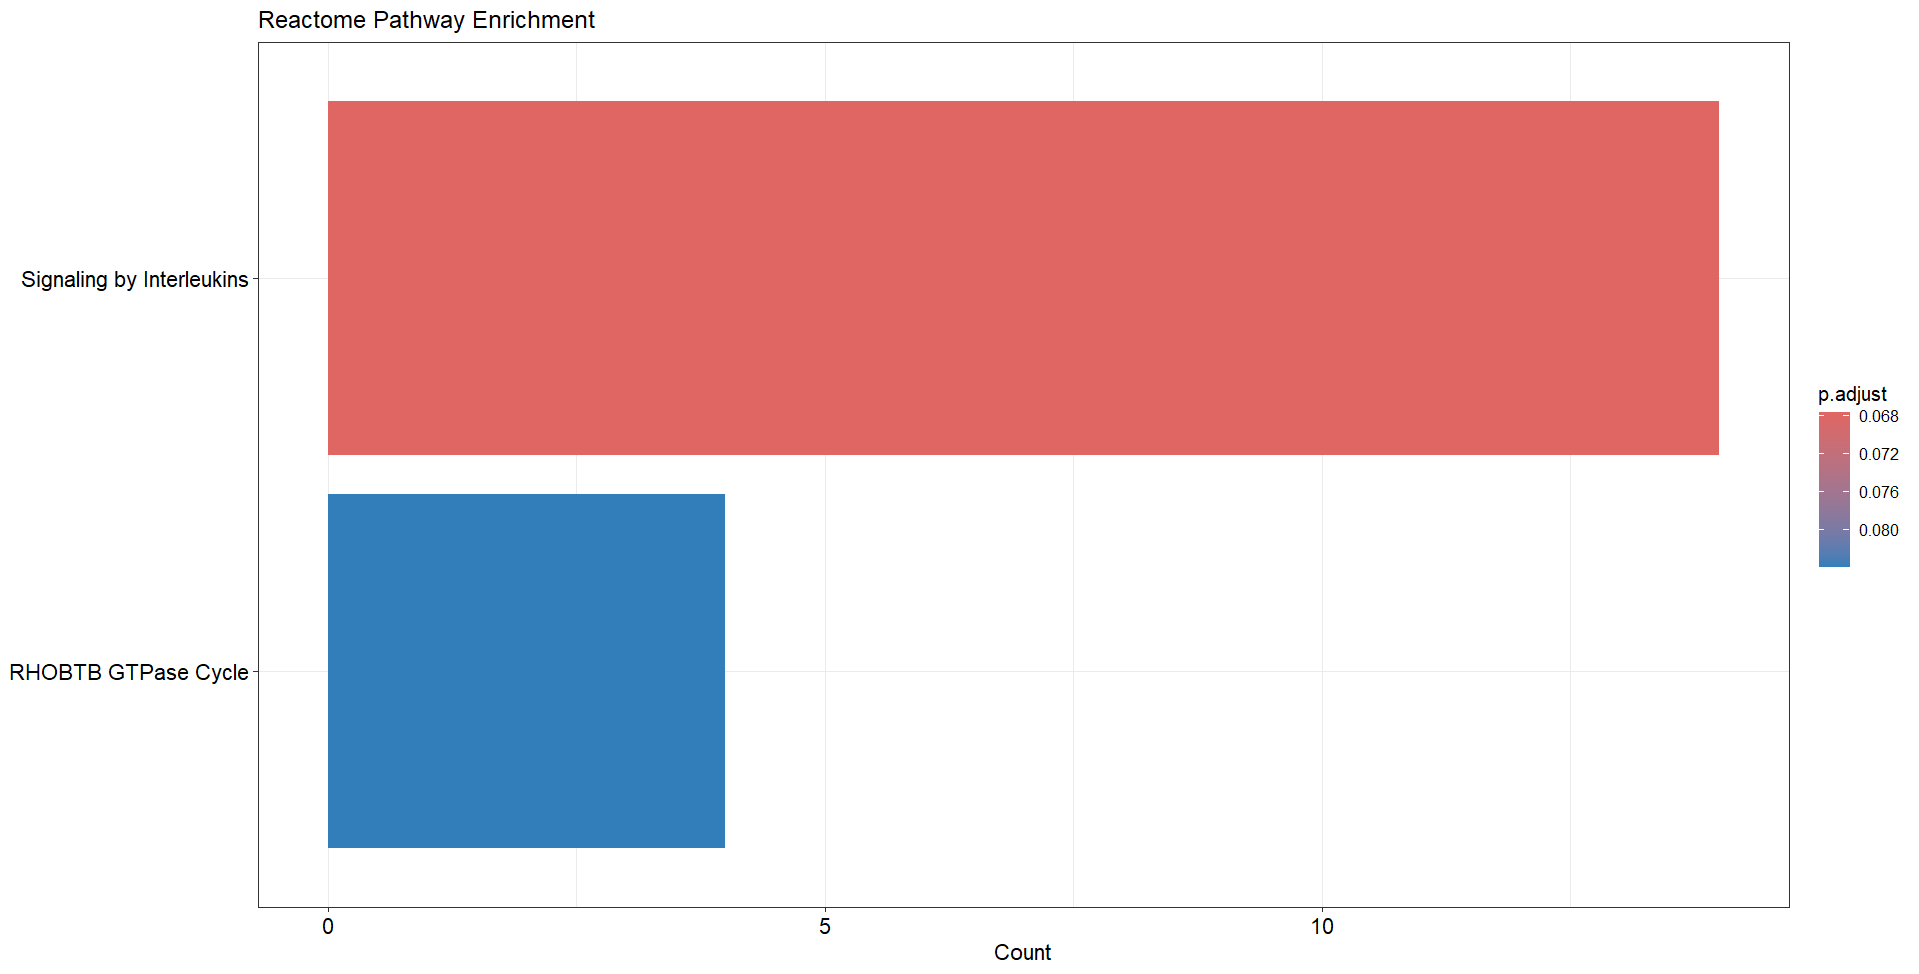 Reactome Pathway Enrichment
Signaling by Interleukins
RHOBTB GTPase Cycle
0
5
10
Count
p.adjust
0.068
0.072
0.076
0.080